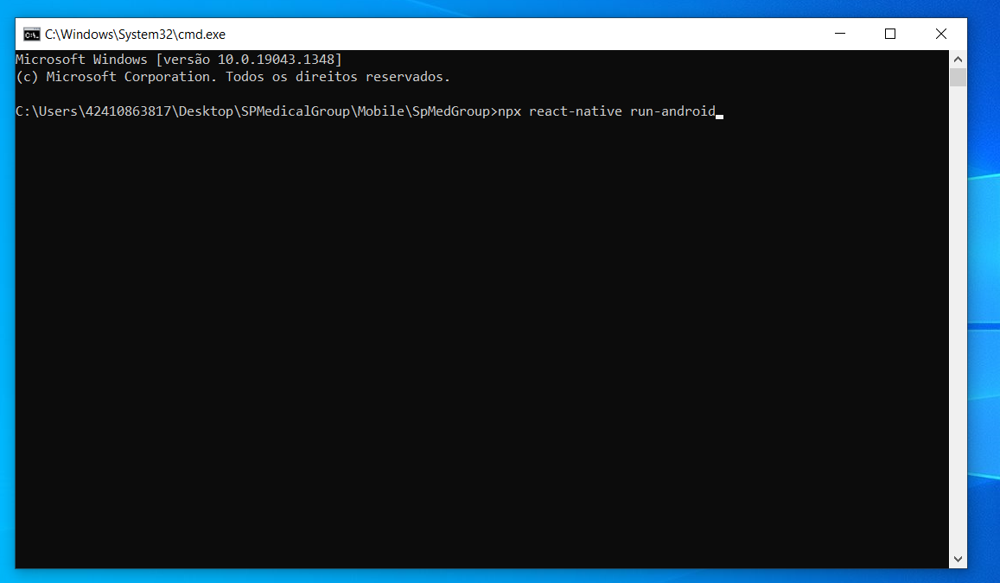 C:\Windows\System32\cmd.exe
Microsoft Windows [versão 10.0.19043.1348]
(c) Microsoft Corporation. Todos os direitos reservados.
C:\Users\42410863817\Desktop\SPMedicalGroup\Mobile\SpMedGroup>npx react-native run-android